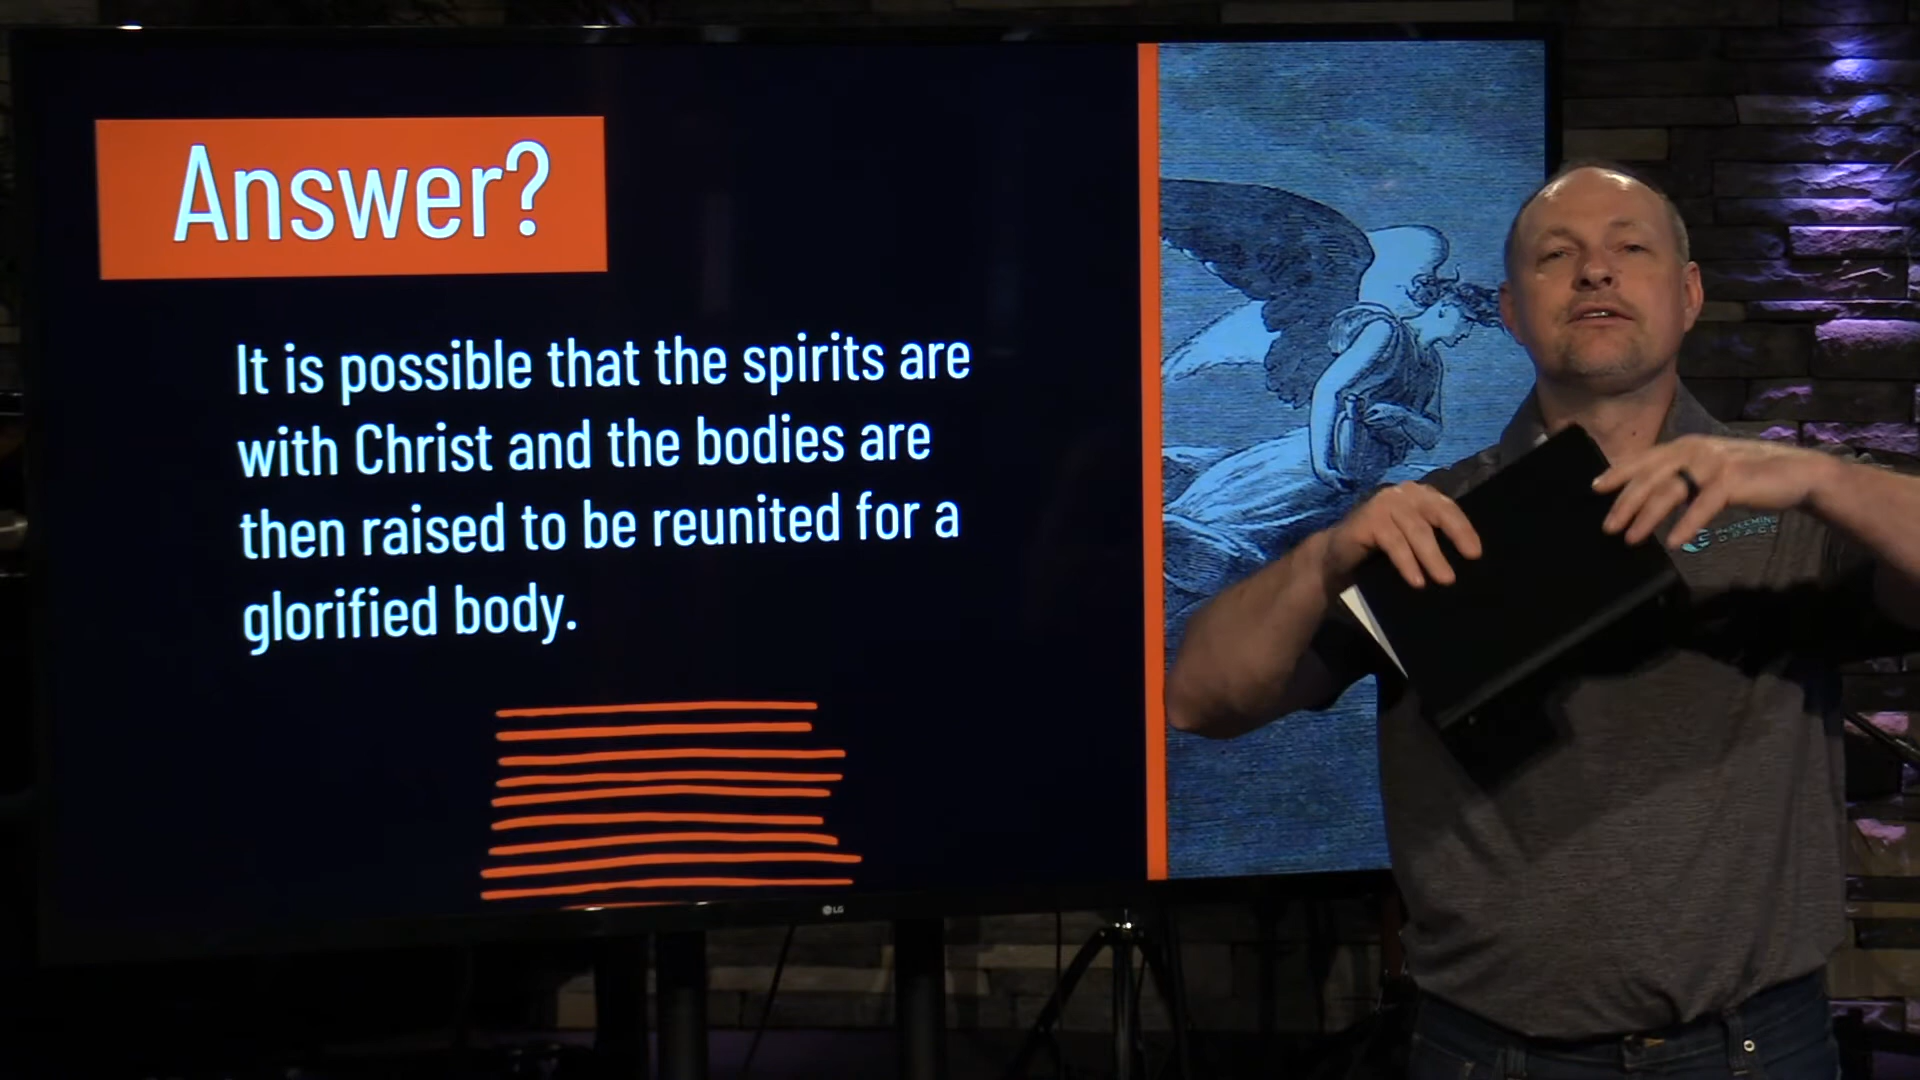 Answer?
It is possible that the spirits are
with Christ and the bodies are
then raised to be reunited for a
glorified body.
LG